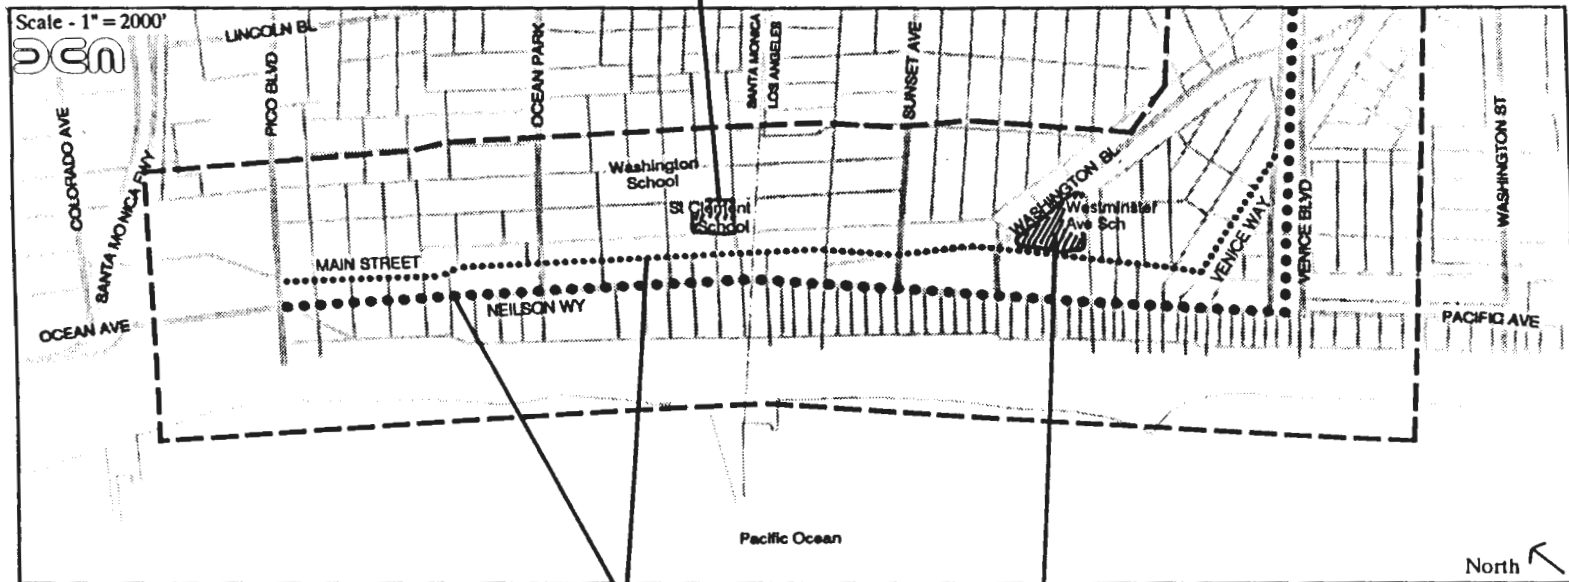 Scale - 1" = 2000'
DCM
LINCOLN BL
COLORADO AVE
SANTA MONICA FWY
PICO BLVD
OCEAN PARK
SANTA MONICA
LOS ANGELES
SUNSET AVE
WASHINGTON ST
Washington
School
St Clement
School
WASHINGTON BL
Westminster
Ave Sch
VENICE WAY
VENICE BLVD
MAIN STREET
NEILSON WY
OCEAN AVE
PACIFIC AVE
Pacific Ocean
North